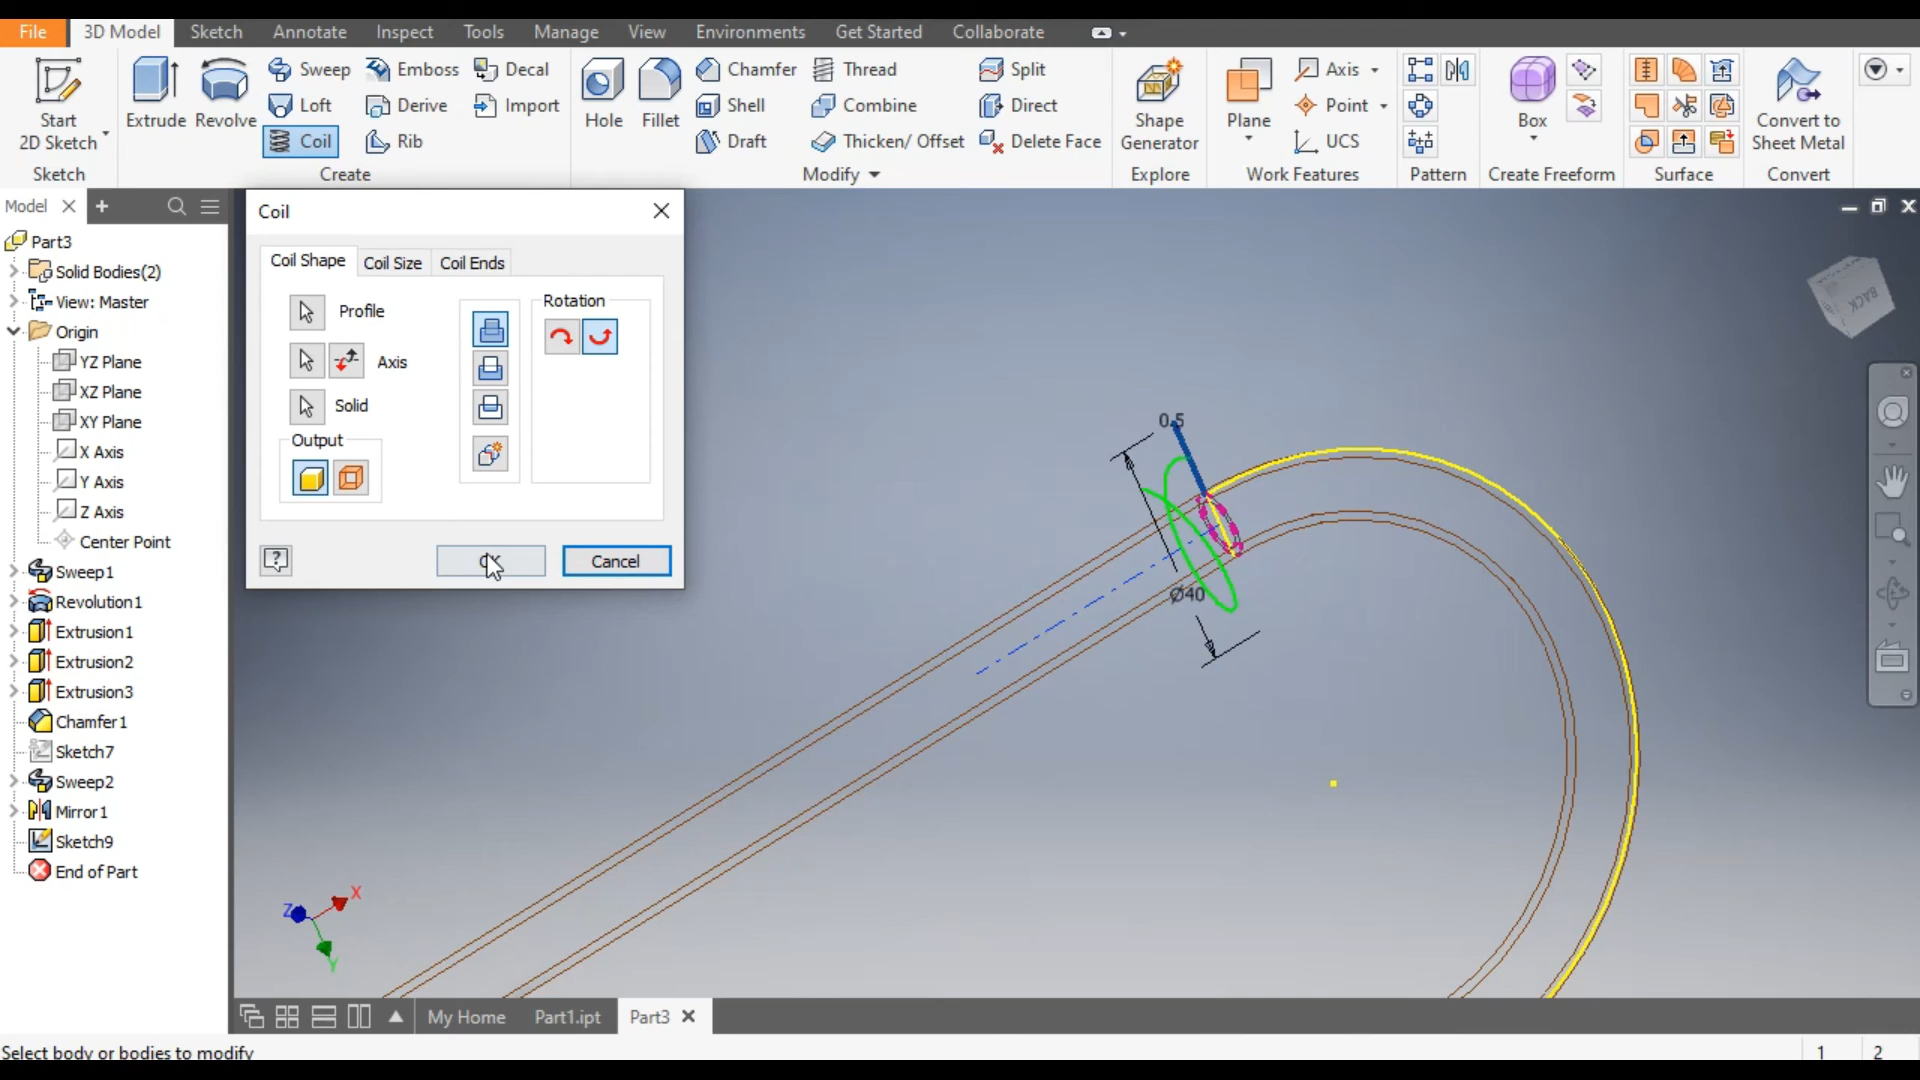 File 3D Model Sketch Annotate Inspect Tools Manage View Environments Get Started Collaborate
Start
2D Sketch
Sketch
Extrude Revolve
Sweep Emboss Decal
Loft Derive Import
Coil Rib
Create
Hole Fillet
Chamfer Thread Split
Shell Combine Direct
Draft Thicken/ Offset Delete Face
Modify
Shape
Generator
Explore
Plane
Axis
Point
UCS
Work Features
Pattern
Box
Create Freeform
Surface
Convert to
Sheet Metal
Convert
Model
Part3
Solid Bodies(2)
View: Master
Origin
YZ Plane
XZ Plane
XY Plane
X Axis
Y Axis
Z Axis
Center Point
Sweep1
Revolution1
Extrusion1
Extrusion2
Extrusion3
Chamfer1
Sketch7
Sweep2
Mirror1
Sketch9
End of Part
Coil
Coil Shape Coil Size Coil Ends
Profile
Axis
Solid
Output
Rotation
OK Cancel
0.5
Ø40
BACK
Z X
Y
My Home Part1.ipt Part3
Select body or bodies to modify
1 2